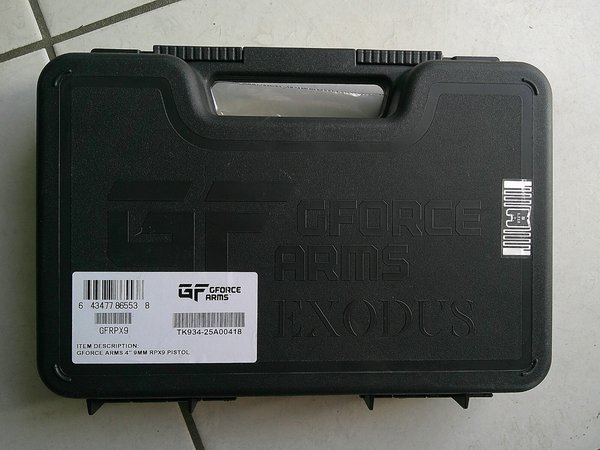 GF GFORCE
ARMS
EXODUS
6 43477 86553 8
GFRPX9
GF GFORCE
ARMS
TK934-25A00418
ITEM DESCRIPTION:
GFORCE ARMS 4" 9MM RPX9 PISTOL